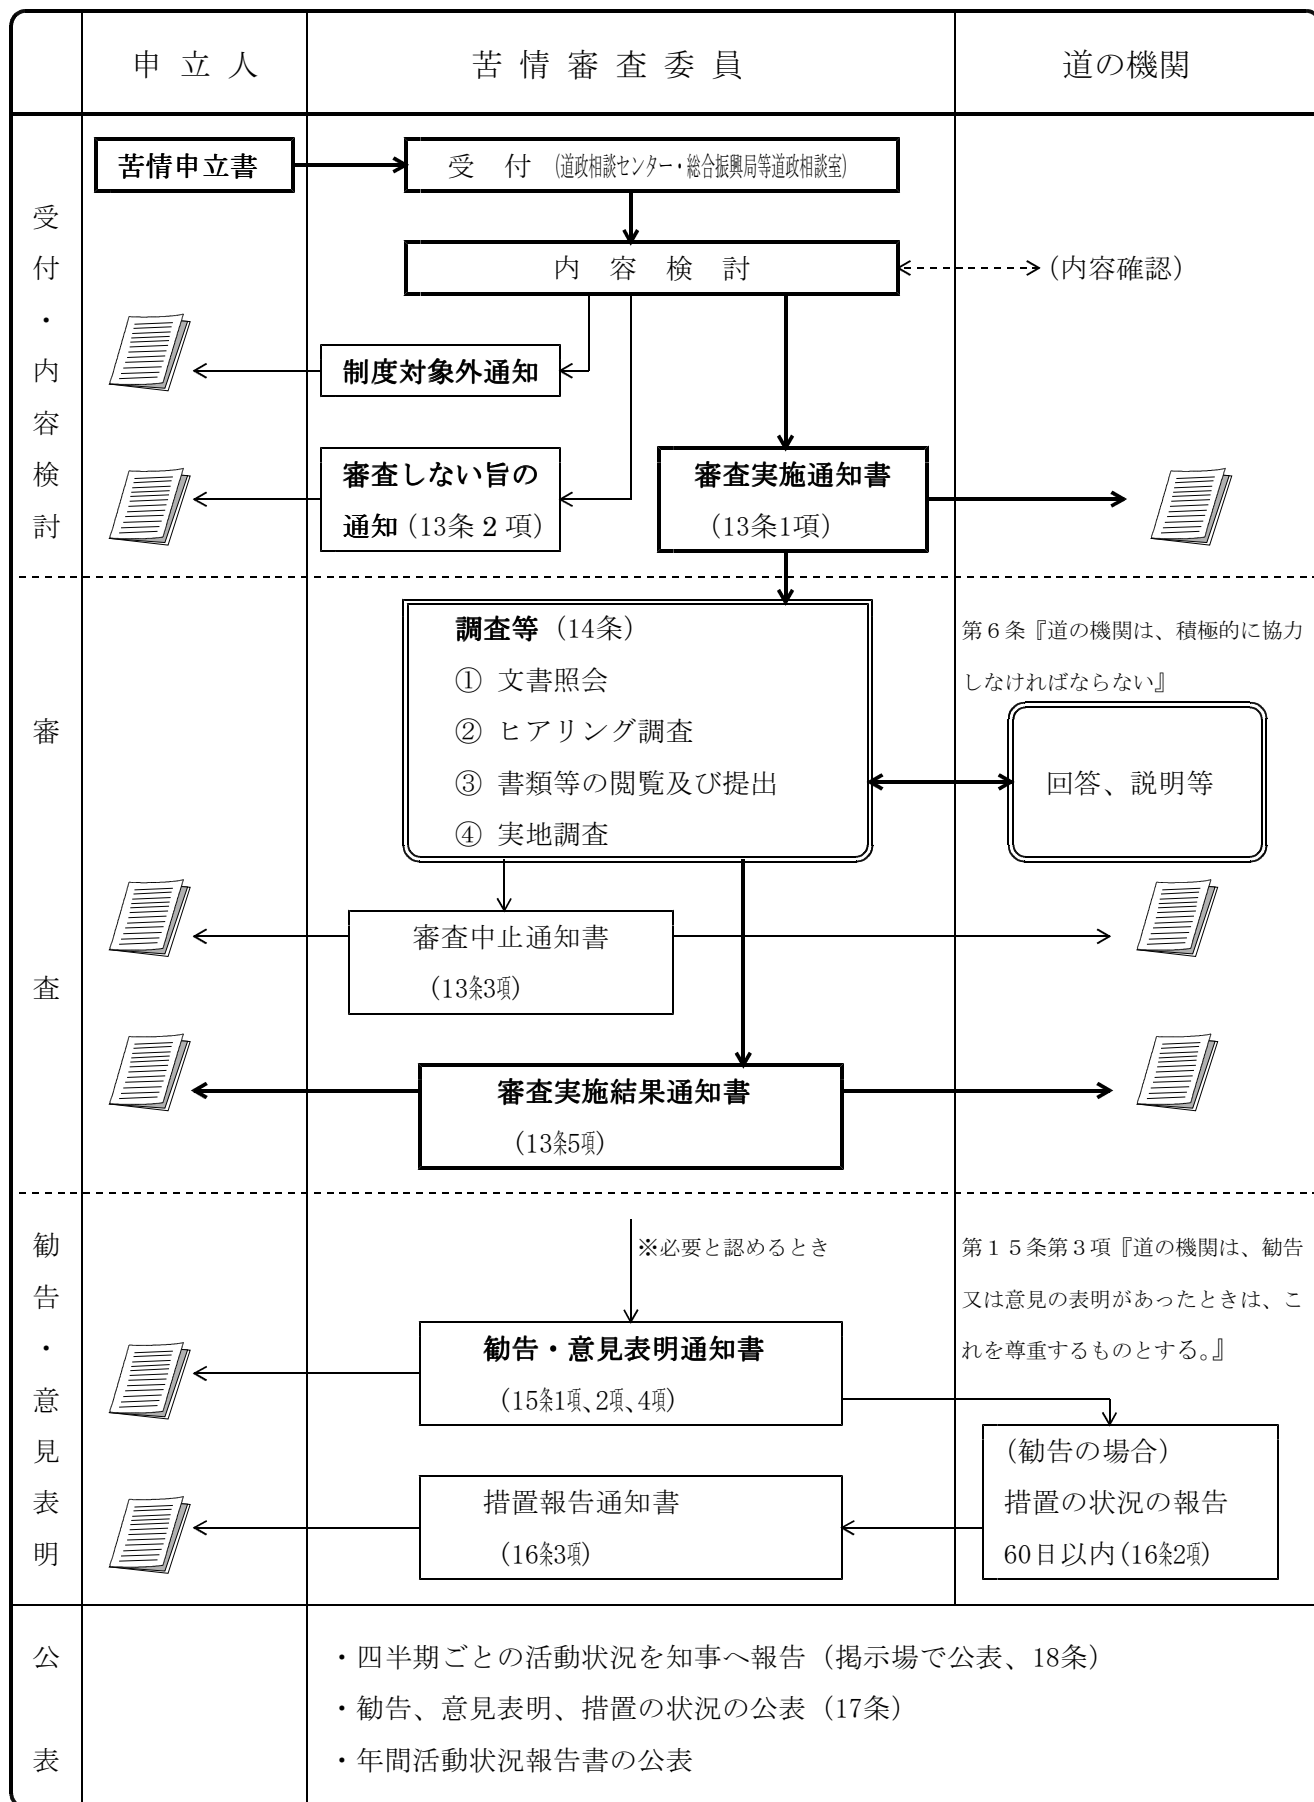 申立人
苦情審査委員
道の機関
受付・内容検討
苦情申立書
受　付 (道政相談センター・総合振興局等道政相談室)
内　容　検　討
(内容確認)
制度対象外通知
審査しない旨の
通知(13条２項)
審査実施通知書
(13条1項)
審査
調査等 (14条)
① 文書照会
② ヒアリング調査
③ 書類等の閲覧及び提出
④ 実地調査
第６条『道の機関は、積極的に協力
しなければならない』
回答、説明等
審査中止通知書
(13条3項)
審査実施結果通知書
(13条5項)
勧告・意見表明
※必要と認めるとき
第１５条第３項『道の機関は、勧告
又は意見の表明があったときは、こ
れを尊重するものとする。』
勧告・意見表明通知書
(15条1項、2項、4項)
(勧告の場合)
措置の状況の報告
60日以内(16条2項)
措置報告通知書
(16条3項)
公表
・四半期ごとの活動状況を知事へ報告 (掲示場で公表、18条)
・勧告、意見表明、措置の状況の公表 (17条)
・年間活動状況報告書の公表